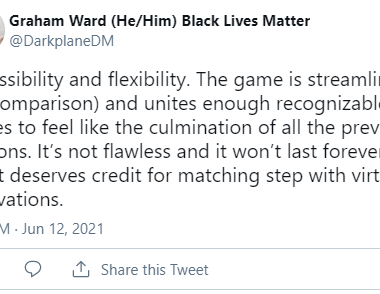 Graham Ward (He/Him) Black Lives Matter
@DarkplaneDM
ssibility and flexibility. The game is streamli
omparison) and unites enough recognizable
es to feel like the culmination of all the prev
ons. It's not flawless and it won't last forever
t deserves credit for matching step with virt
vations.
M · Jun 12, 2021
Share this Tweet